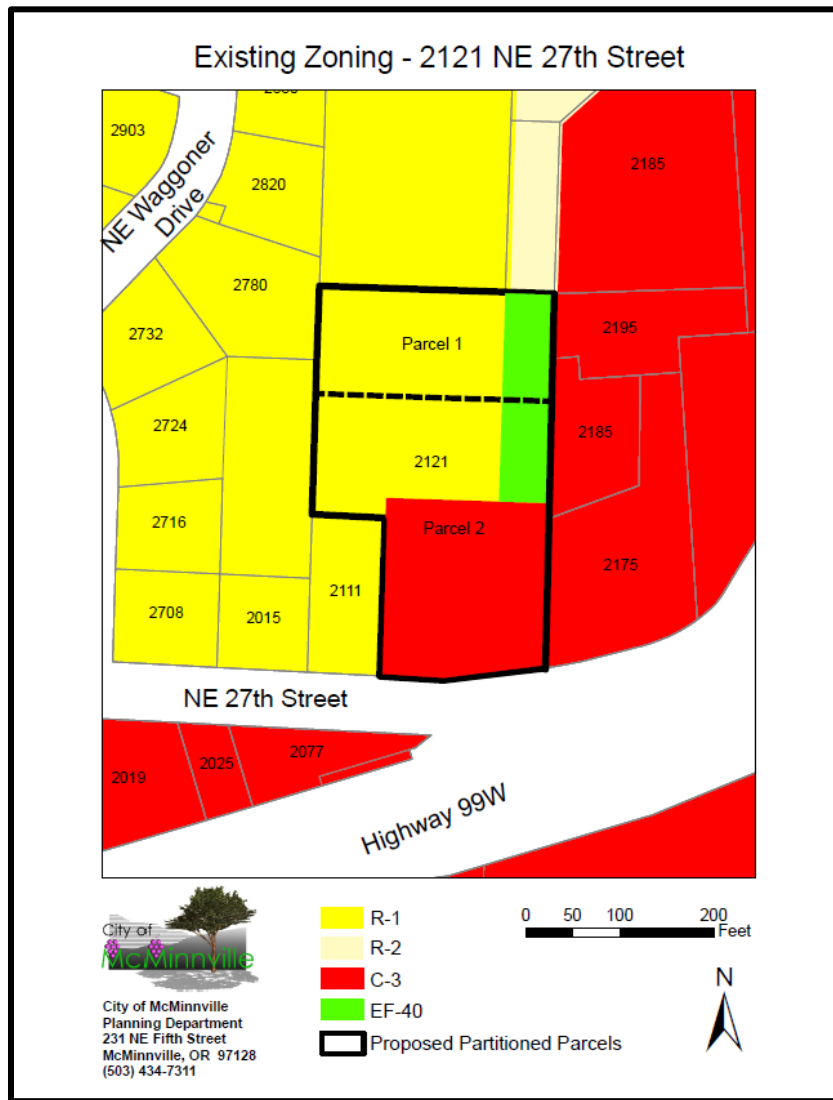 Existing Zoning - 2121 NE 27th Street
2903
2820
2185
NE Waggoner
Drive
2780
2732
Parcel 1
2195
2724
2121
2185
2716
Parcel 2
2175
2111
2708
2015
NE 27th Street
2077
2025
2019
Highway 99W
City of
McMinnville
City of McMinnville
Planning Department
231 NE Fifth Street
McMinnville, OR 97128
(503) 434-7311
R-1
R-2
C-3
EF-40
Proposed Partitioned Parcels
0 50 100 200
Feet
N